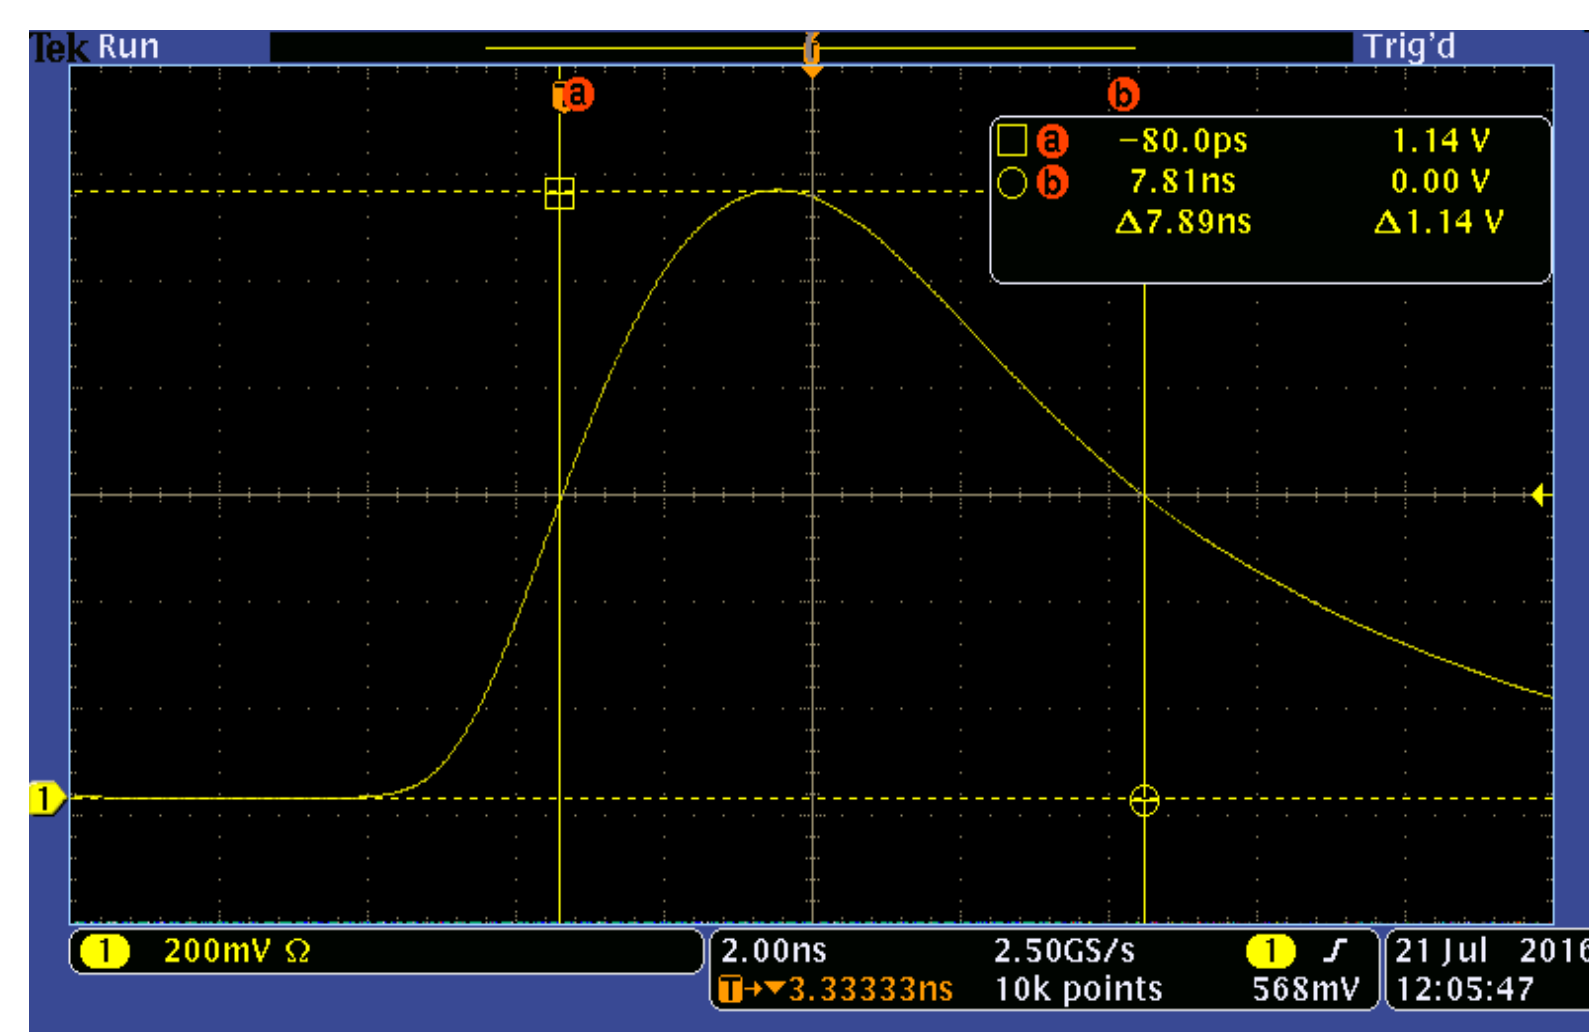 Tek Run Trig'd
a b
a −80.0ps 1.14 V
b 7.81ns 0.00 V
Δ7.89ns Δ1.14 V
1
1 200mV Ω
2.00ns 2.50GS/s 1
T→▼3.33333ns 10k points 568mV
21 Jul 2016
12:05:47